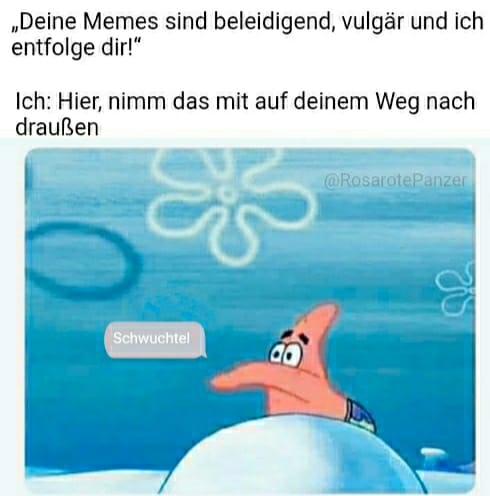 „Deine Memes sind beleidigend, vulgär und ich
entfolge dir!“
Ich: Hier, nimm das mit auf deinem Weg nach
draußen
@RosarotePanzer
Schwuchtel